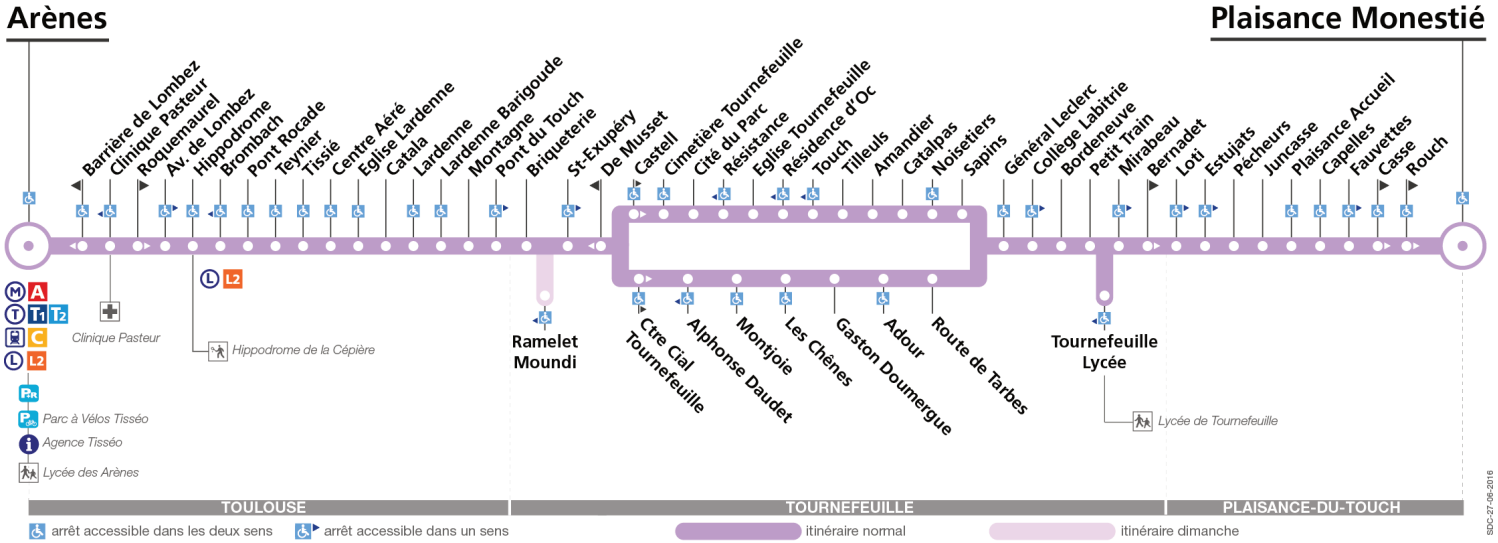 Arènes
Plaisance Monestié
Barrière de Lombez
Clinique Pasteur
Roquemaurel
Av. de Lombez
Hippodrome
Brombach
Pont Rocade
Teynier
Tissié
Centre Aéré
Eglise Lardenne
Catala
Lardenne
Lardenne Barigoude
Montagne
Pont du Touch
Briqueterie
St-Exupéry
De Musset
Castell
Cimetière Tournefeuille
Cité du Parc
Résistance
Eglise Tournefeuille
Résidence d'Oc
Touch
Tilleuls
Amandier
Catalpas
Noisetiers
Sapins
Général Leclerc
Collège Labitrie
Bordeneuve
Petit Train
Mirabeau
Bernadet
Loti
Estujats
Pêcheurs
Juncasse
Plaisance Accueil
Capelles
Fauvettes
Casse
Rouch
M A
T T1 T2
C
L L2
P+R
P
Parc à Vélos Tisséo
i
Agence Tisséo
Lycée des Arènes
Clinique Pasteur
L L2
Hippodrome de la Cépière
Ramelet
Moundi
Ctre Cial
Tournefeuille
Alphonse Daudet
Montjoie
Les Chênes
Gaston Doumergue
Adour
Route de Tarbes
Tournefeuille
Lycée
Lycée de Tournefeuille
TOULOUSE
TOURNEFEUILLE
PLAISANCE-DU-TOUCH
arrêt accessible dans les deux sens
arrêt accessible dans un sens
itinéraire normal
itinéraire dimanche
SDC-27-06-2016